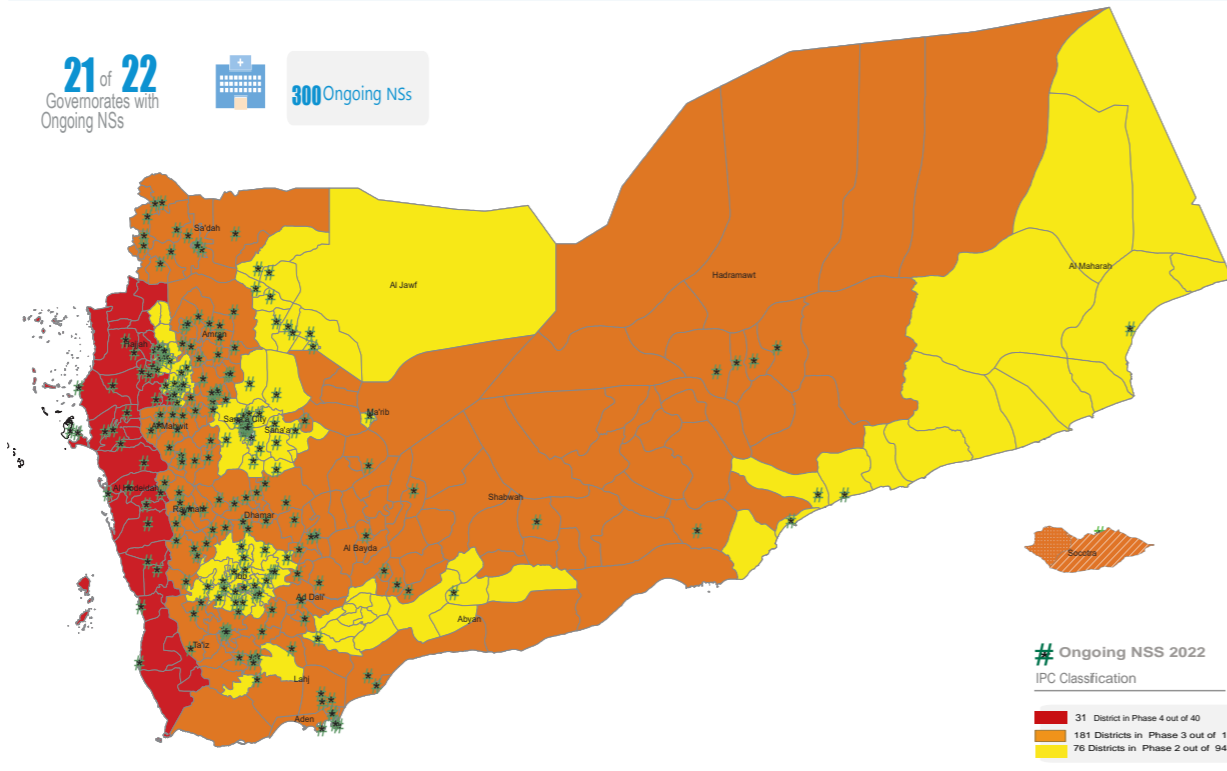 21 of 22
Governorates with
Ongoing NSs
300 Ongoing NSs
Sa'dah
Al Jawf
Hadramawt
Al Maharah
Amran
Hajjah
Ma'rib
Sana'a City
Sana'a
Al Mahwit
Al Hodeidah
Raymah
Dhamar
Shabwah
Al Bayda
Ibb
Ad Dali'
Abyan
Ta'iz
Lahj
Aden
Socotra
# Ongoing NSS 2022
IPC Classification
31 District in Phase 4 out of 40
181 Districts in Phase 3 out of 1
76 Districts in Phase 2 out of 94